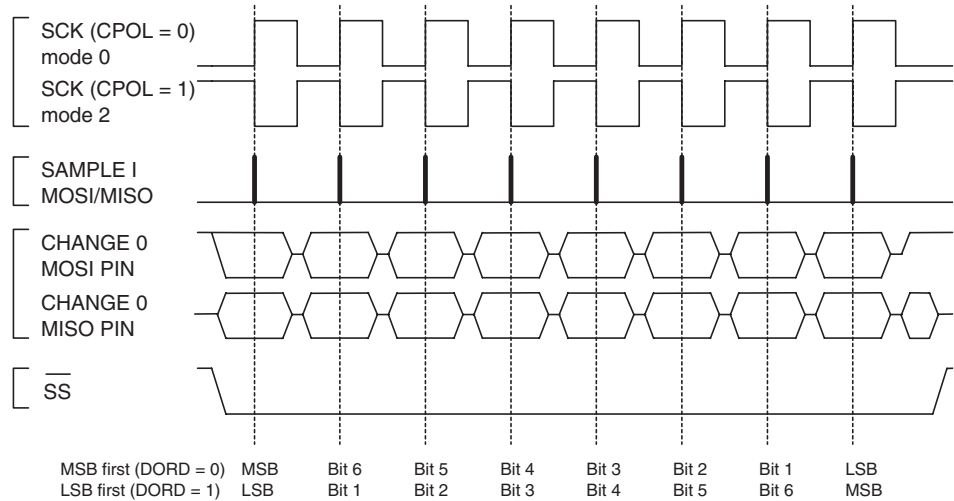 SCK (CPOL = 0)
mode 0
SCK (CPOL = 1)
mode 2
SAMPLE I
MOSI/MISO
CHANGE 0
MOSI PIN
CHANGE 0
MISO PIN
SS
MSB first (DORD = 0) MSB Bit 6 Bit 5 Bit 4 Bit 3 Bit 2 Bit 1 LSB
LSB first (DORD = 1) LSB Bit 1 Bit 2 Bit 3 Bit 4 Bit 5 Bit 6 MSB